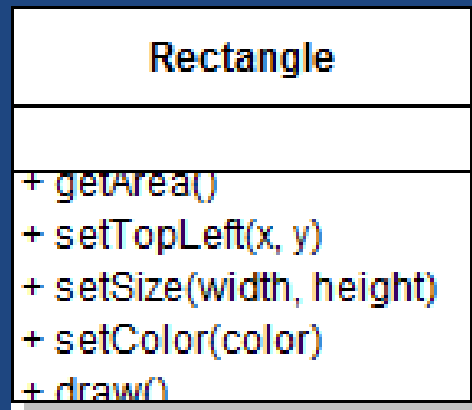 Rectangle
+ getArea()
+ setTopLeft(x, y)
+ setSize(width, height)
+ setColor(color)
+ draw()